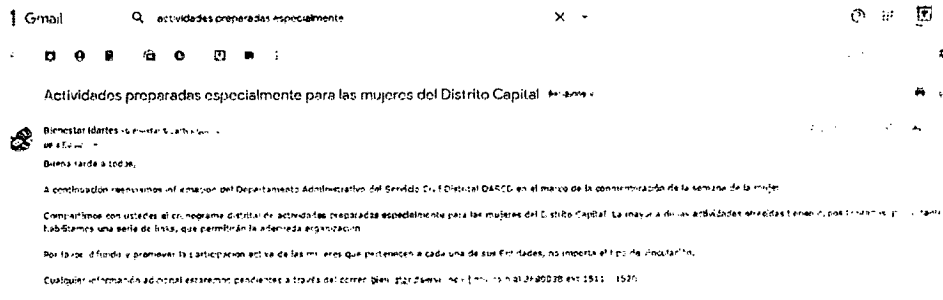 Gmail
actividades preparadas especialmente
Actividades preparadas especialmente para las mujeres del Distrito Capital
Bienestar Idartes
Buena tarde a todas,
A continuación reenviamos información del Departamento Administrativo del Servicio Civil Distrital DASCD en el marco de la conmemoración de la semana de la mujer
Compartimos con ustedes el cronograma distrital de actividades preparadas especialmente para las mujeres del Distrito Capital. La mayoría de las actividades ofrecidas tienen
habilitamos una serie de links, que permitirán la adecuada organización
Por favor difundir y promover la participación activa de las mujeres que pertenecen a cada una de sus Entidades, no importa el tipo de vinculación.
Cualquier información adicional estaremos pendientes a través del correo ext 1511 - 1520